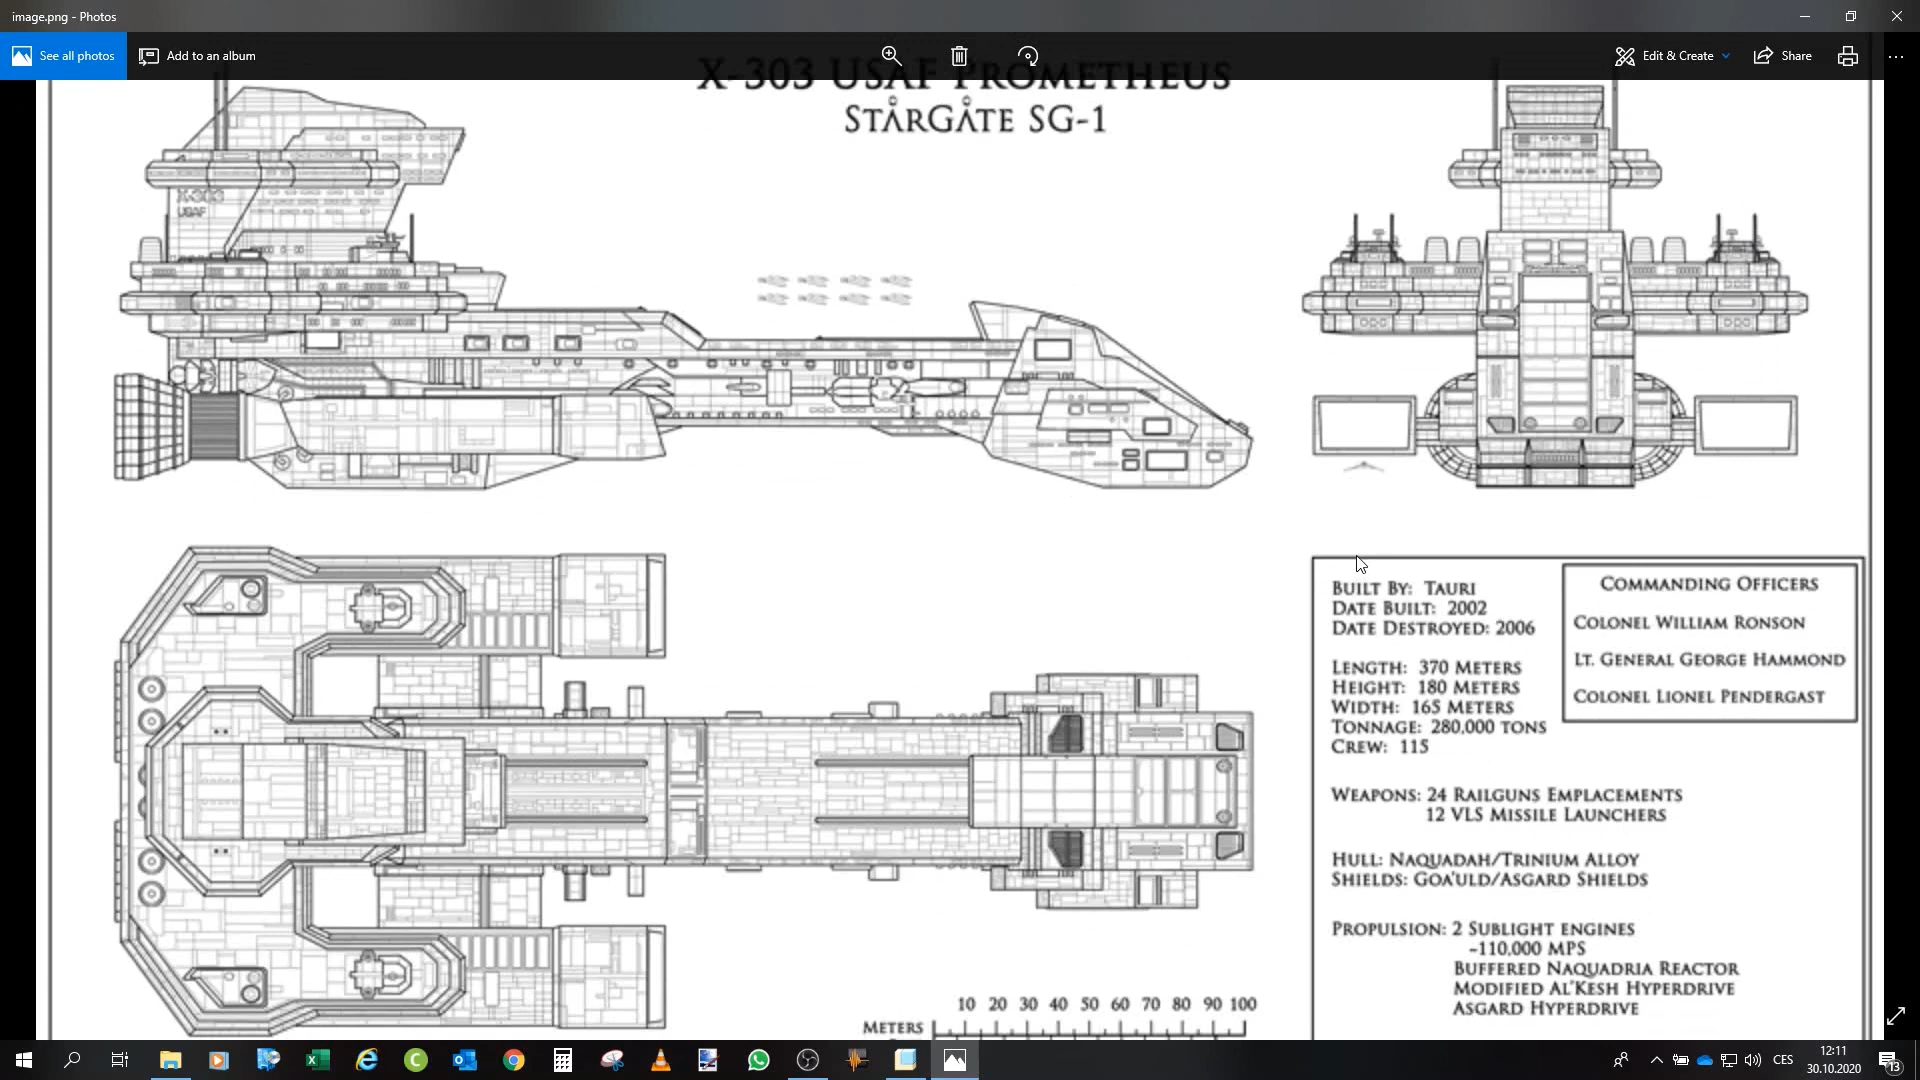 image.png - Photos
See all photos
Add to an album
Edit & Create
Share
X-303 USAF Prometheus
StarGate SG-1
X-303
USAF
Built By: Tauri
Date Built: 2002
Date Destroyed: 2006
Length: 370 Meters
Height: 180 Meters
Width: 165 Meters
Tonnage: 280,000 tons
Crew: 115
Weapons: 24 Railguns Emplacements
12 VLS Missile Launchers
Hull: Naquadah/Trinium Alloy
Shields: Goa'uld/Asgard Shields
Propulsion: 2 Sublight engines
~110,000 MPS
Buffered Naquadria Reactor
Modified Al'Kesh Hyperdrive
Asgard Hyperdrive
Commanding Officers
Colonel William Ronson
Lt. General George Hammond
Colonel Lionel Pendergast
10 20 30 40 50 60 70 80 90 100
Meters
CES
12:11
30.10.2020
13